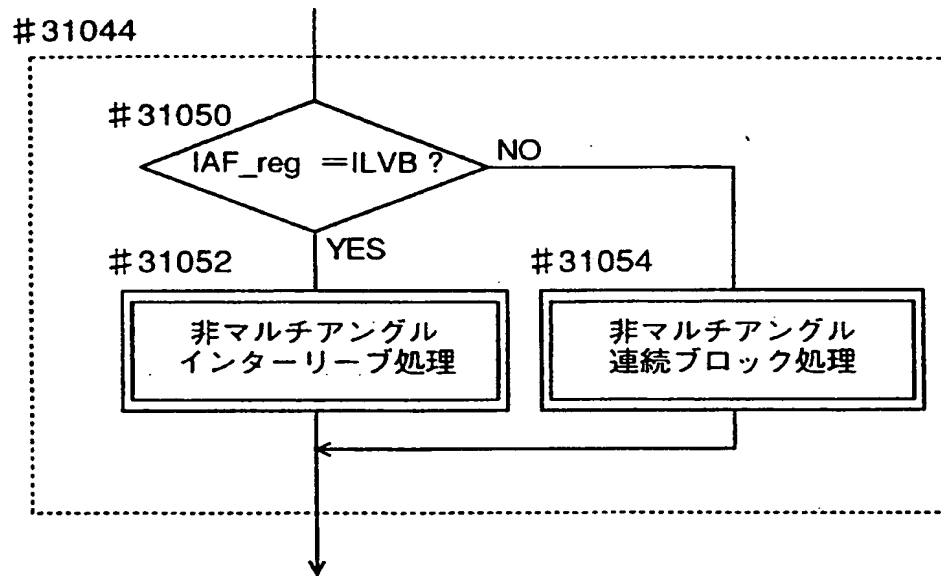 #31044
#31050
IAF_reg =ILVB ?
NO
YES
#31052
#31054
非マルチアングル
インターリーブ処理
非マルチアングル
連続ブロック処理